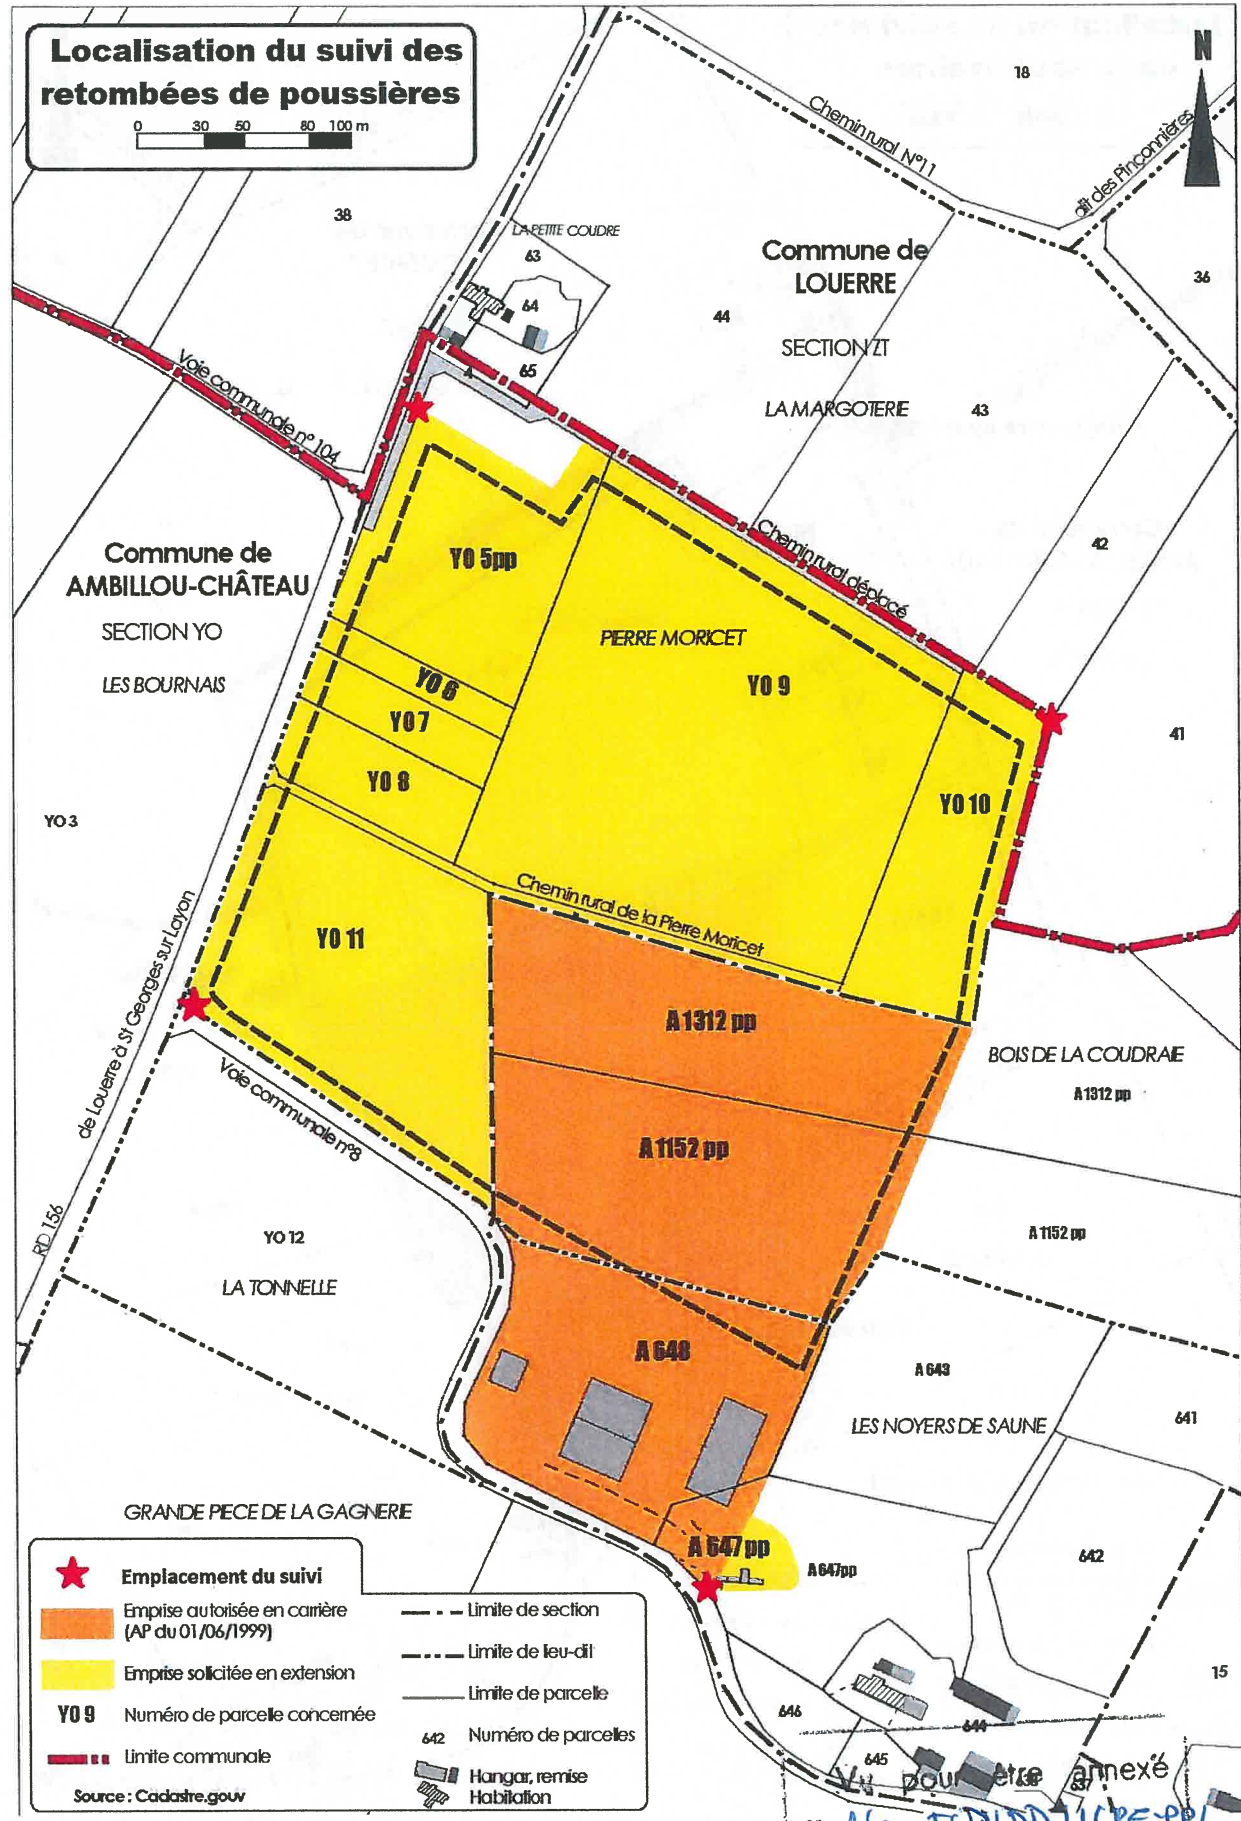 Localisation du suivi des
retombées de poussières
0 30 50 80 100 m
N
18
Chemin rural N°11
dit des Pinçonnières
38
LA PETITE COUDRE
63
64
65
A
Commune de
LOUERRE
44
SECTION ZT
LA MARGOTERIE
43
36
42
41
Voie communale n° 104
Chemin rural déplacé
Commune de
AMBILLOU-CHÂTEAU
SECTION YO
LES BOURNAIS
YO 3
YO 5pp
PIERRE MORICET
YO 6
YO 7
YO 8
YO 9
YO 10
YO 11
Chemin rural de la Pierre Moricet
A 1312 pp
BOIS DE LA COUDRAIE
A 1312 pp
A 1152 pp
A 1152 pp
de Louerre à St Georges sur Layon
RD 156
Voie communale n°8
YO 12
LA TONNELLE
A 648
A 643
LES NOYERS DE SAUNE
641
642
GRANDE PIECE DE LA GAGNERIE
A 647pp
A 647pp
15
646
644
645
637
Vu pour être annexé
Emplacement du suivi
Emprise autorisée en carrière
(AP du 01/06/1999)
Emprise sollicitée en extension
YO 9 Numéro de parcelle concernée
Limite communale
Source : Cadastre.gouv
Limite de section
Limite de lieu-dit
Limite de parcelle
642 Numéro de parcelles
Hangar, remise
Habitation